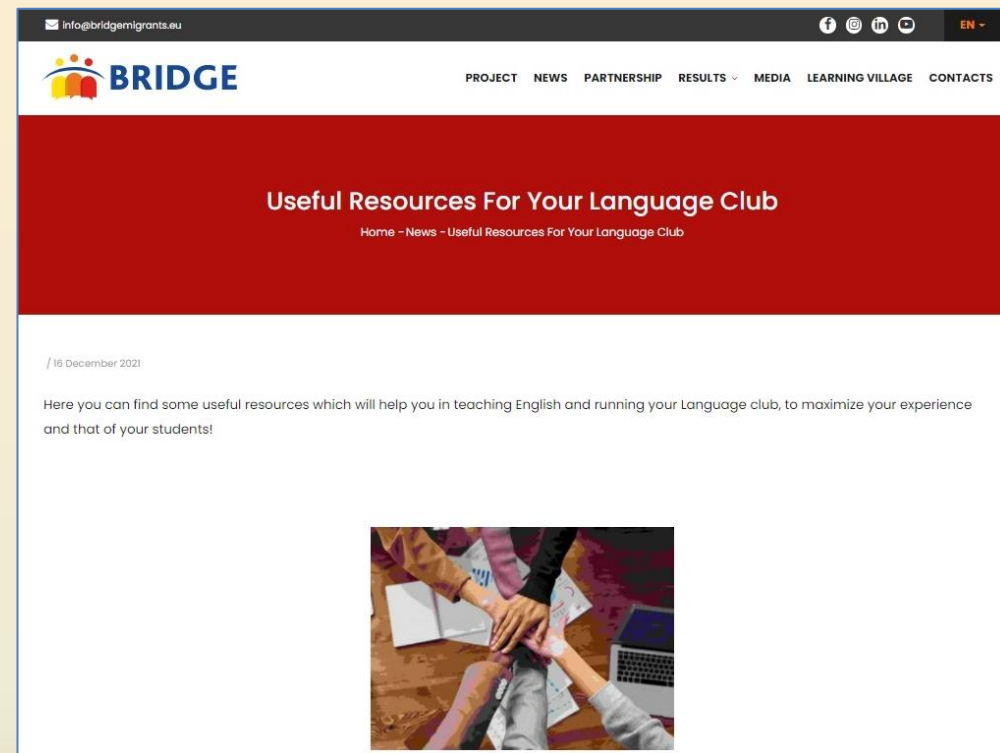 info@bridgemigrants.eu
EN
BRIDGE
PROJECT NEWS PARTNERSHIP RESULTS MEDIA LEARNING VILLAGE CONTACTS
Useful Resources For Your Language Club
Home - News - Useful Resources For Your Language Club
/ 16 December 2021
Here you can find some useful resources which will help you in teaching English and running your Language club, to maximize your experience
and that of your students!